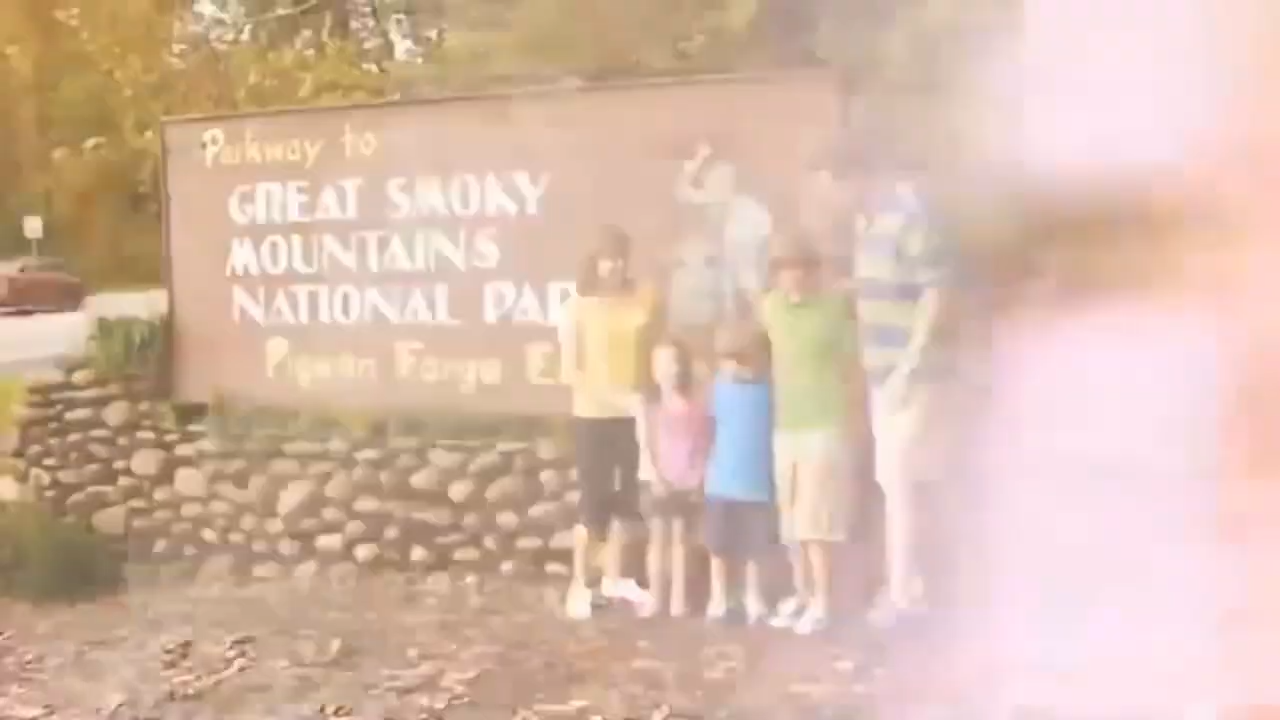 Parkway to
GREAT SMOKY
MOUNTAINS
NATIONAL PAR
Pigeon Forge E